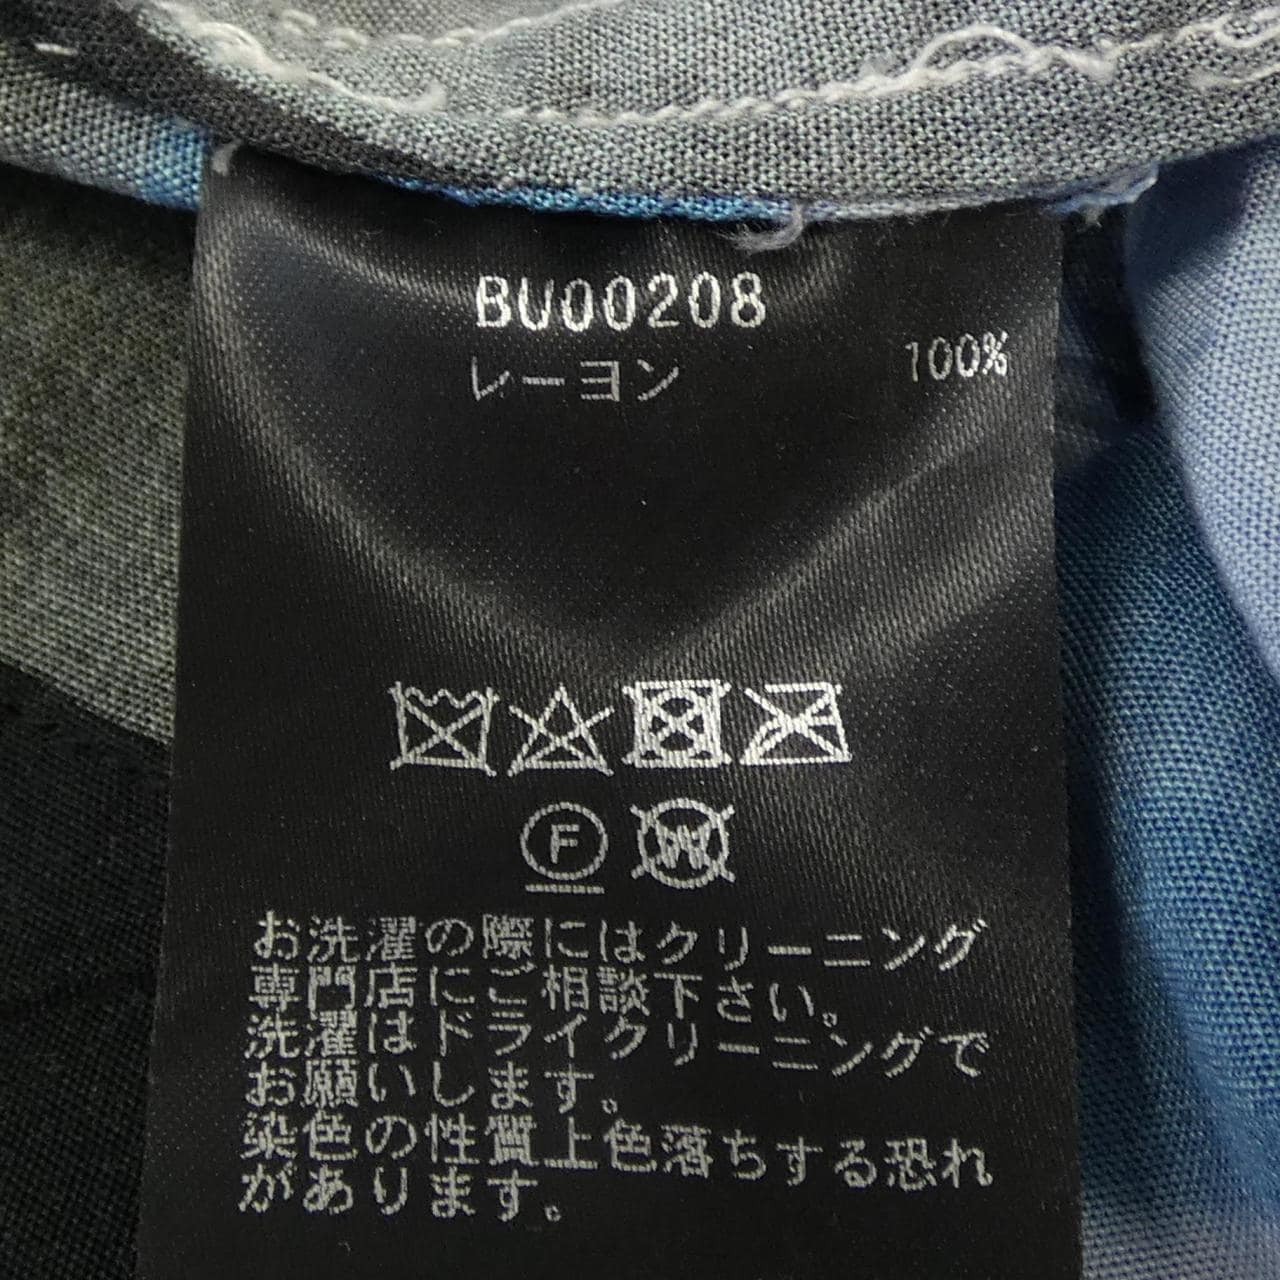 BU00208
レーヨン 100%
F W
お洗濯の際にはクリーニング
専門店にご相談下さい。
洗濯はドライクリーニングで
お願いします。
染色の性質上色落ちする恐れ
があります。